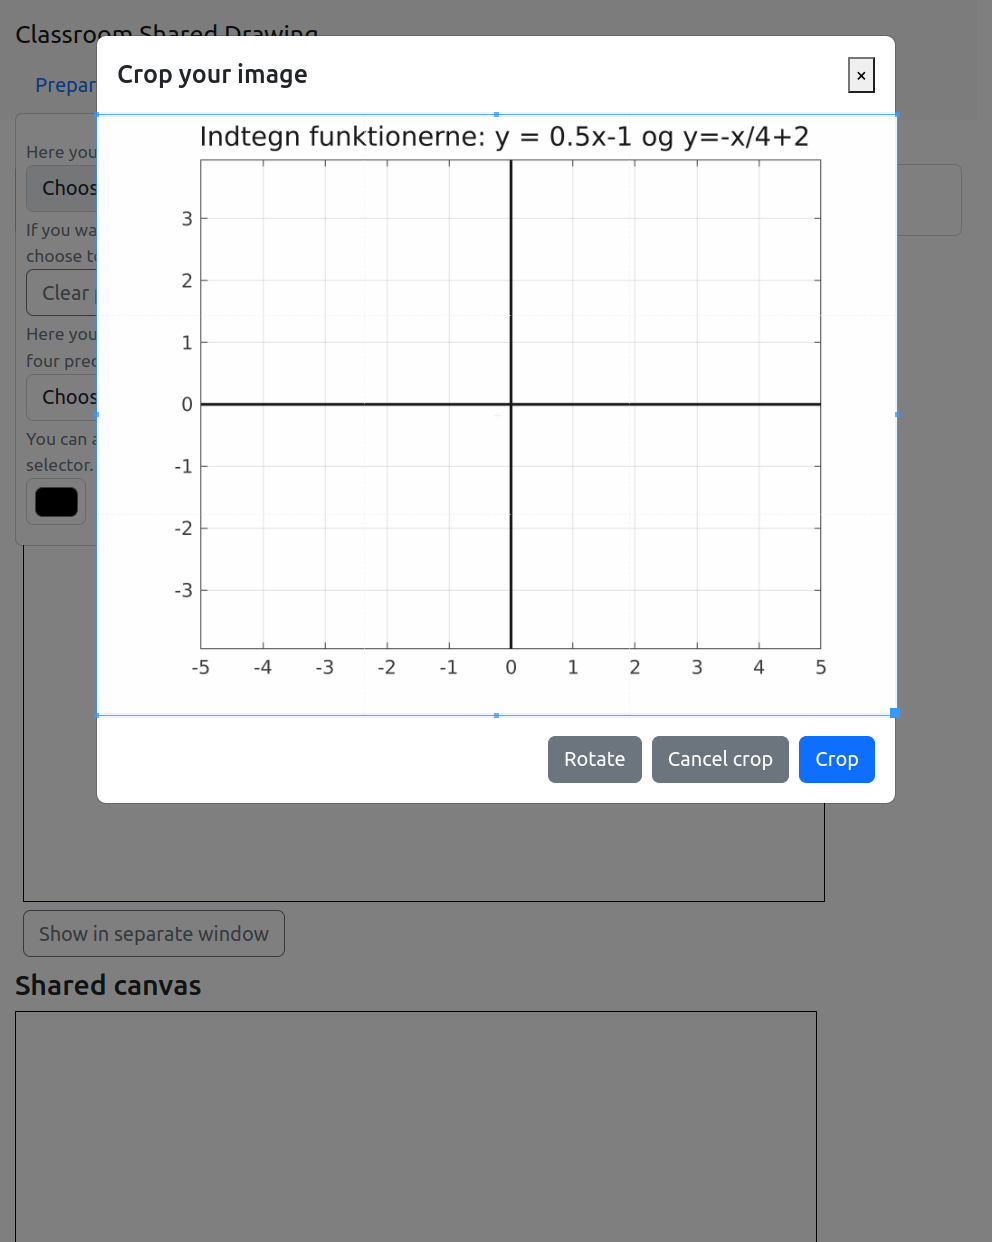 Classroom Shared Drawing
Crop your image
×
Prepar
Here you
Choos
If you wa
choose to
Clear
Here you
four pred
Choos
You can a
selector.
Indtegn funktionerne: y = 0.5x-1 og y=-x/4+2
3
2
1
0
-1
-2
-3
-5 -4 -3 -2 -1 0 1 2 3 4 5
Rotate Cancel crop Crop
Show in separate window
Shared canvas